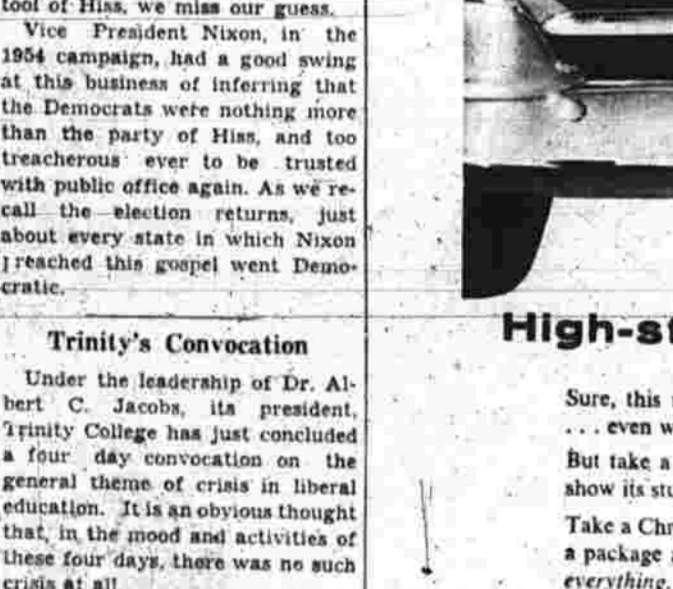 tool of Hiss, we miss our guess.
Vice President Nixon, in the
1954 campaign, had a good swing
at this business of inferring that
the Democrats were nothing more
than the party of Hiss, and too
treacherous ever to be trusted
with public office again. As we re-
call the election returns, just
about every state in which Nixon
preached this gospel went Demo-
cratic.
Trinity's Convocation
Under the leadership of Dr. Al-
bert C. Jacobs, its president,
Trinity College has just concluded
a four day convocation on the
general theme of crisis in liberal
education. It is an obvious thought
that, in the mood and activities of
these four days, there was no such
crisis at all
High-st
Sure, this
... even w
But take a
show its stu
Take a Chr
a package
everything.